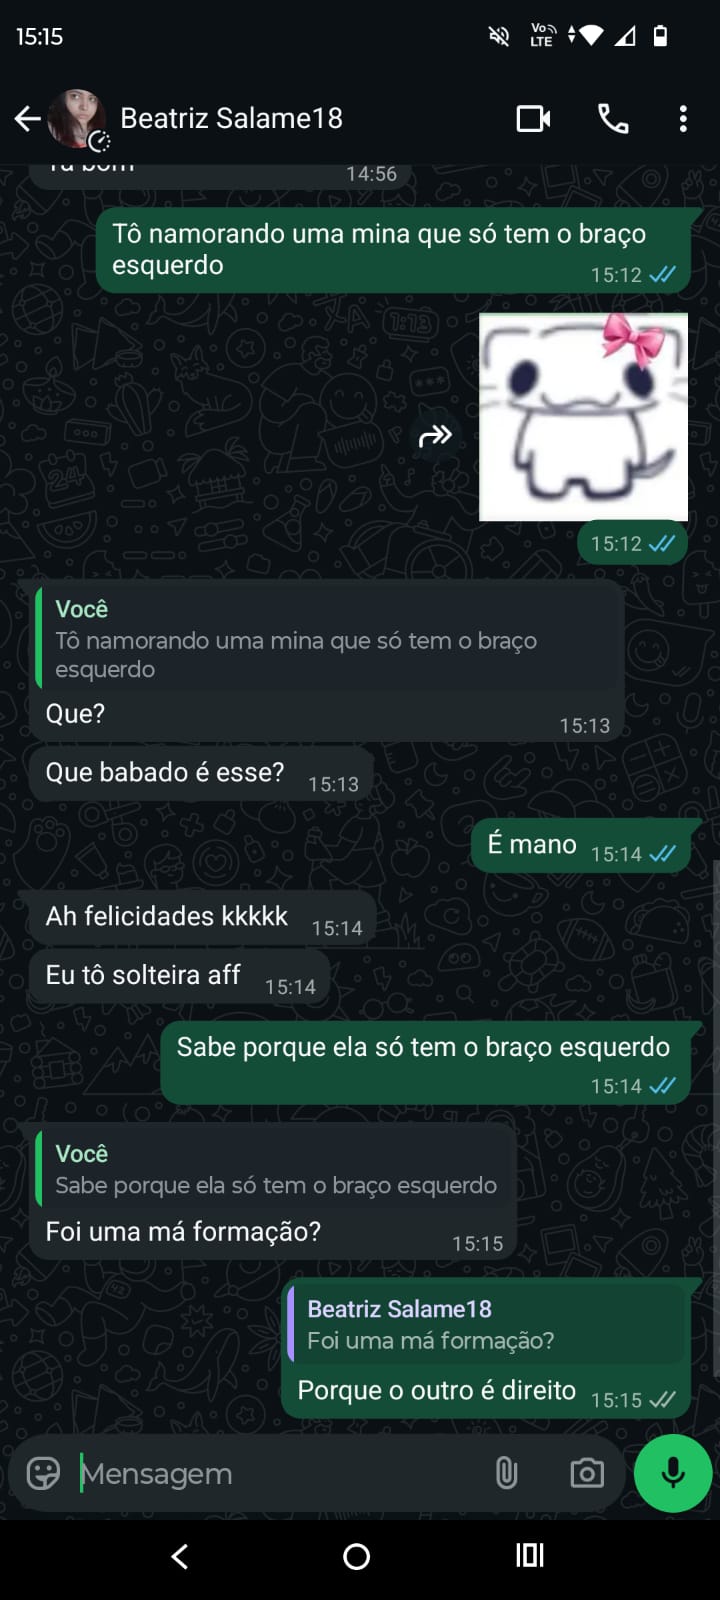 15:15
Vo
LTE
Beatriz Salame18
Ta bom
14:56
Tô namorando uma mina que só tem o braço
esquerdo
15:12
15:12
Você
Tô namorando uma mina que só tem o braço
esquerdo
Que?
15:13
Que babado é esse?
15:13
É mano
15:14
Ah felicidades kkkkk
15:14
Eu tô solteira aff
15:14
Sabe porque ela só tem o braço esquerdo
15:14
Você
Sabe porque ela só tem o braço esquerdo
Foi uma má formação?
15:15
Beatriz Salame18
Foi uma má formação?
Porque o outro é direito
15:15
Mensagem